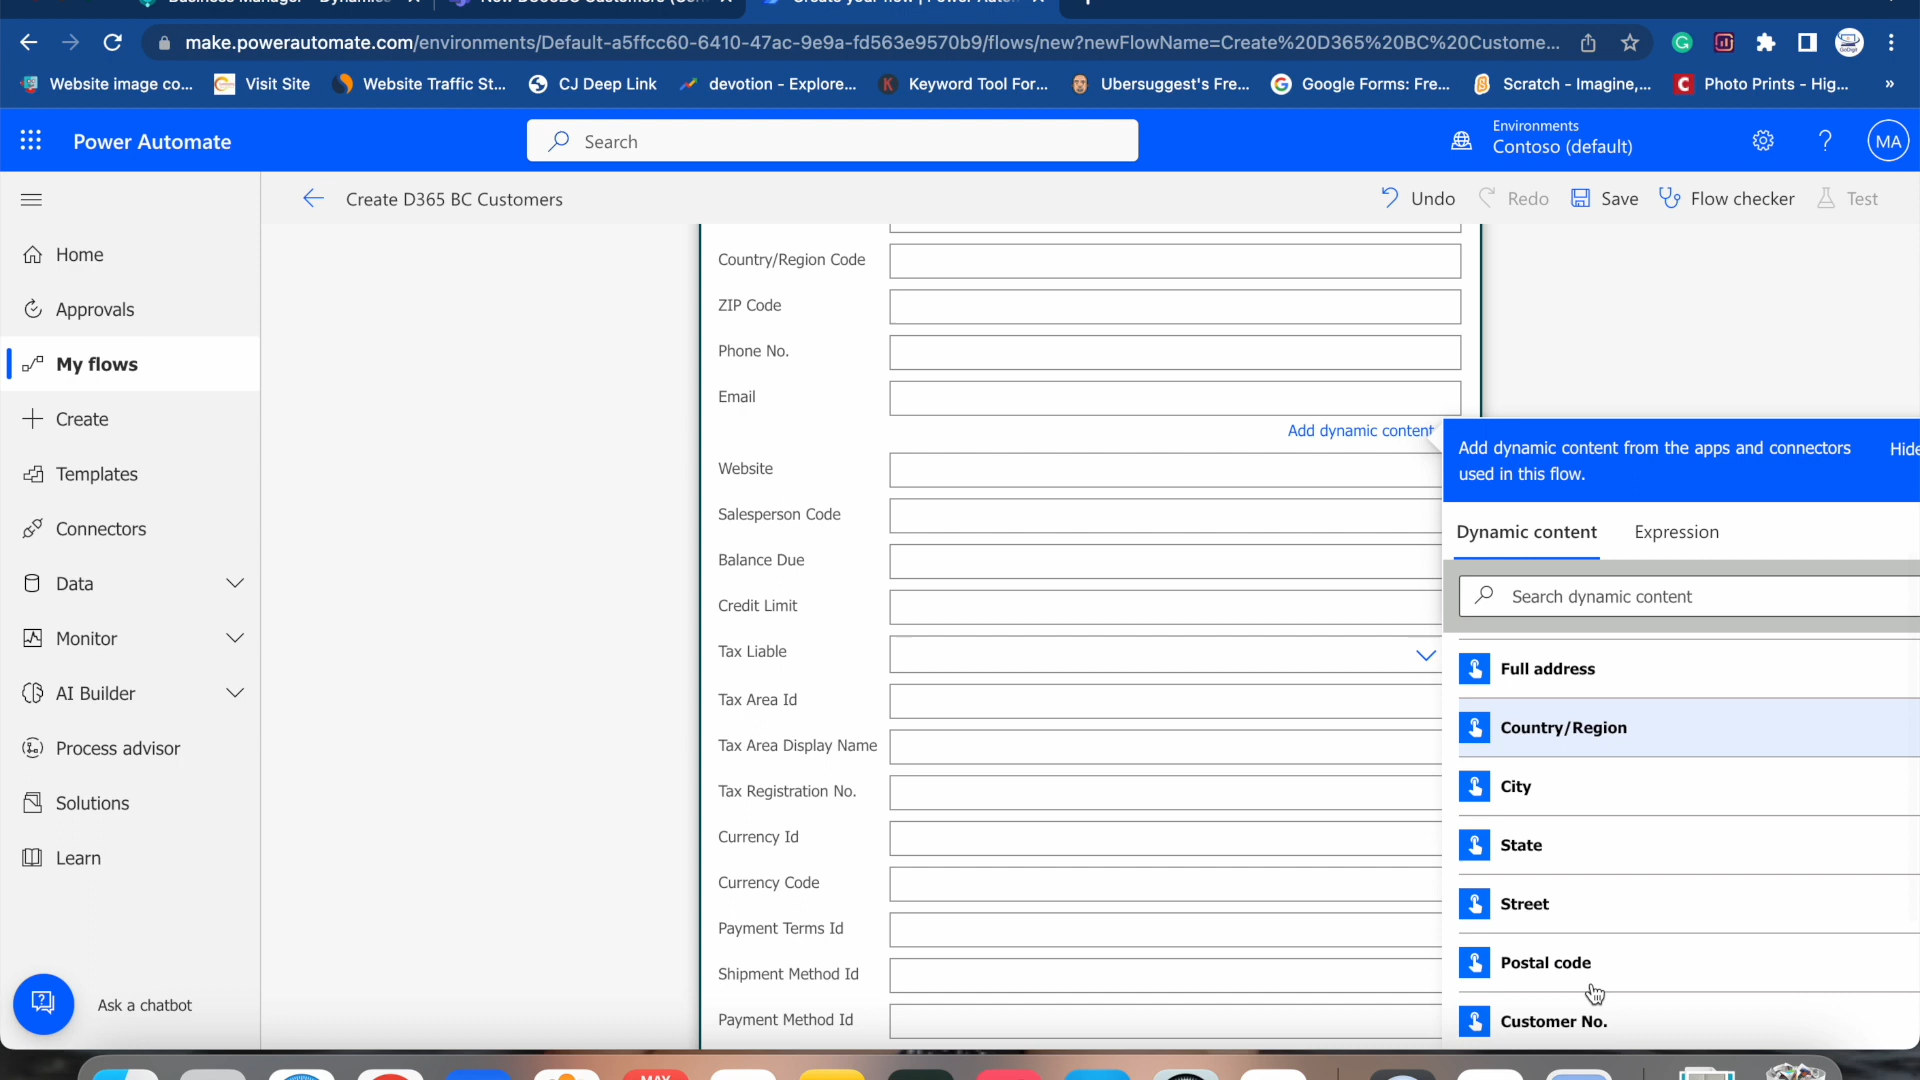 make.powerautomate.com/environments/Default-a5ffcc60-6410-47ac-9e9a-fd563e9570b9/flows/new?newFlowName=Create%20D365%20BC%20Custome...
Website image co...
Visit Site
Website Traffic St...
CJ Deep Link
devotion - Explore...
Keyword Tool For...
Ubersuggest's Fre...
Google Forms: Fre...
Scratch - Imagine,...
Photo Prints - Hig...
»
Power Automate
Search
Environments
Contoso (default)
MA
Create D365 BC Customers
Undo
Redo
Save
Flow checker
Test
Home
Approvals
My flows
Create
Templates
Connectors
Data
Monitor
AI Builder
Process advisor
Solutions
Learn
Ask a chatbot
Country/Region Code
ZIP Code
Phone No.
Email
Add dynamic content
Website
Salesperson Code
Balance Due
Credit Limit
Tax Liable
Tax Area Id
Tax Area Display Name
Tax Registration No.
Currency Id
Currency Code
Payment Terms Id
Shipment Method Id
Payment Method Id
Add dynamic content from the apps and connectors
used in this flow.
Hide
Dynamic content
Expression
Search dynamic content
Full address
Country/Region
City
State
Street
Postal code
Customer No.
MAY